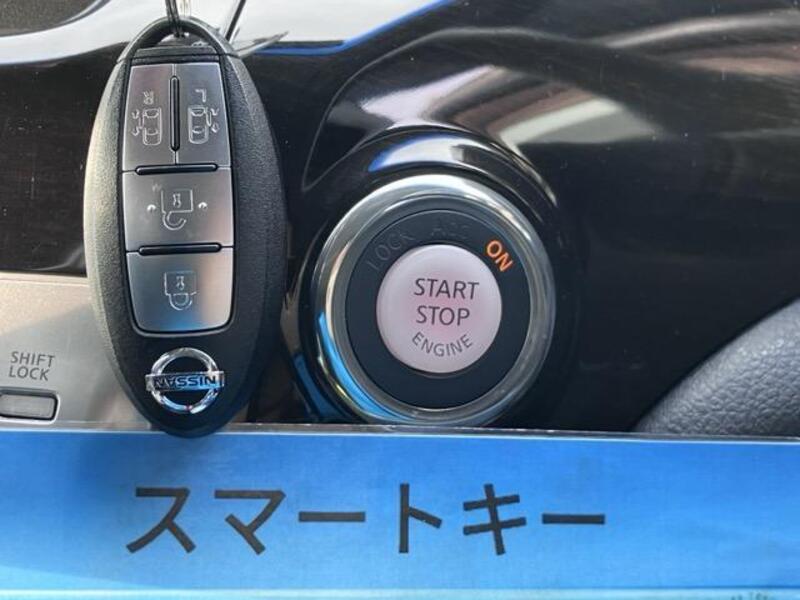 LOCK ACC ON
START
STOP
ENGINE
NISSAN
SHIFT
LOCK
スマートキー